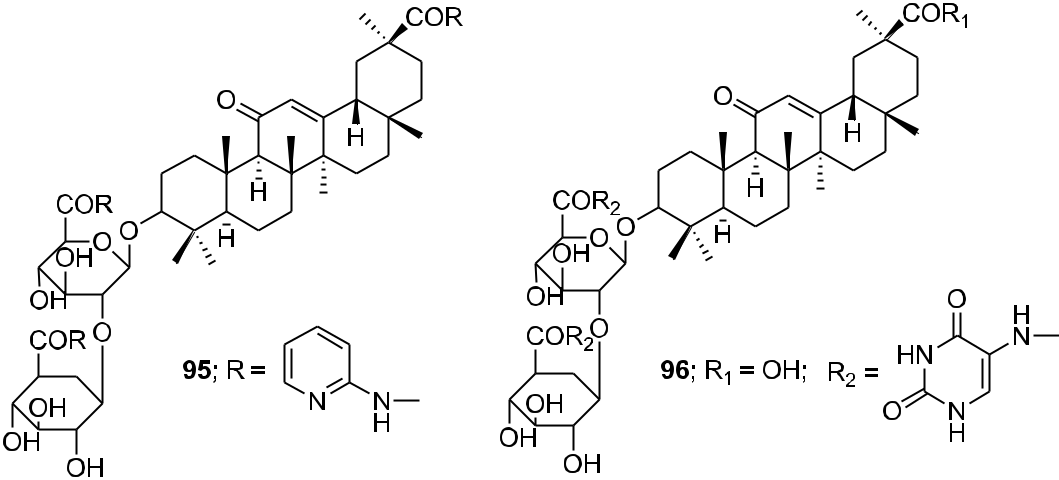 COR
O
H
H
COR
O
O
OH
OH
O
COR
OH
OH
OH
95; R =
N
N
H
COR₁
O
H
H
H
COR₂
O
O
OH
OH
O
COR₂
OH
OH
OH
96; R₁ = OH; R₂ =
O
H
N
HN
O
N
H